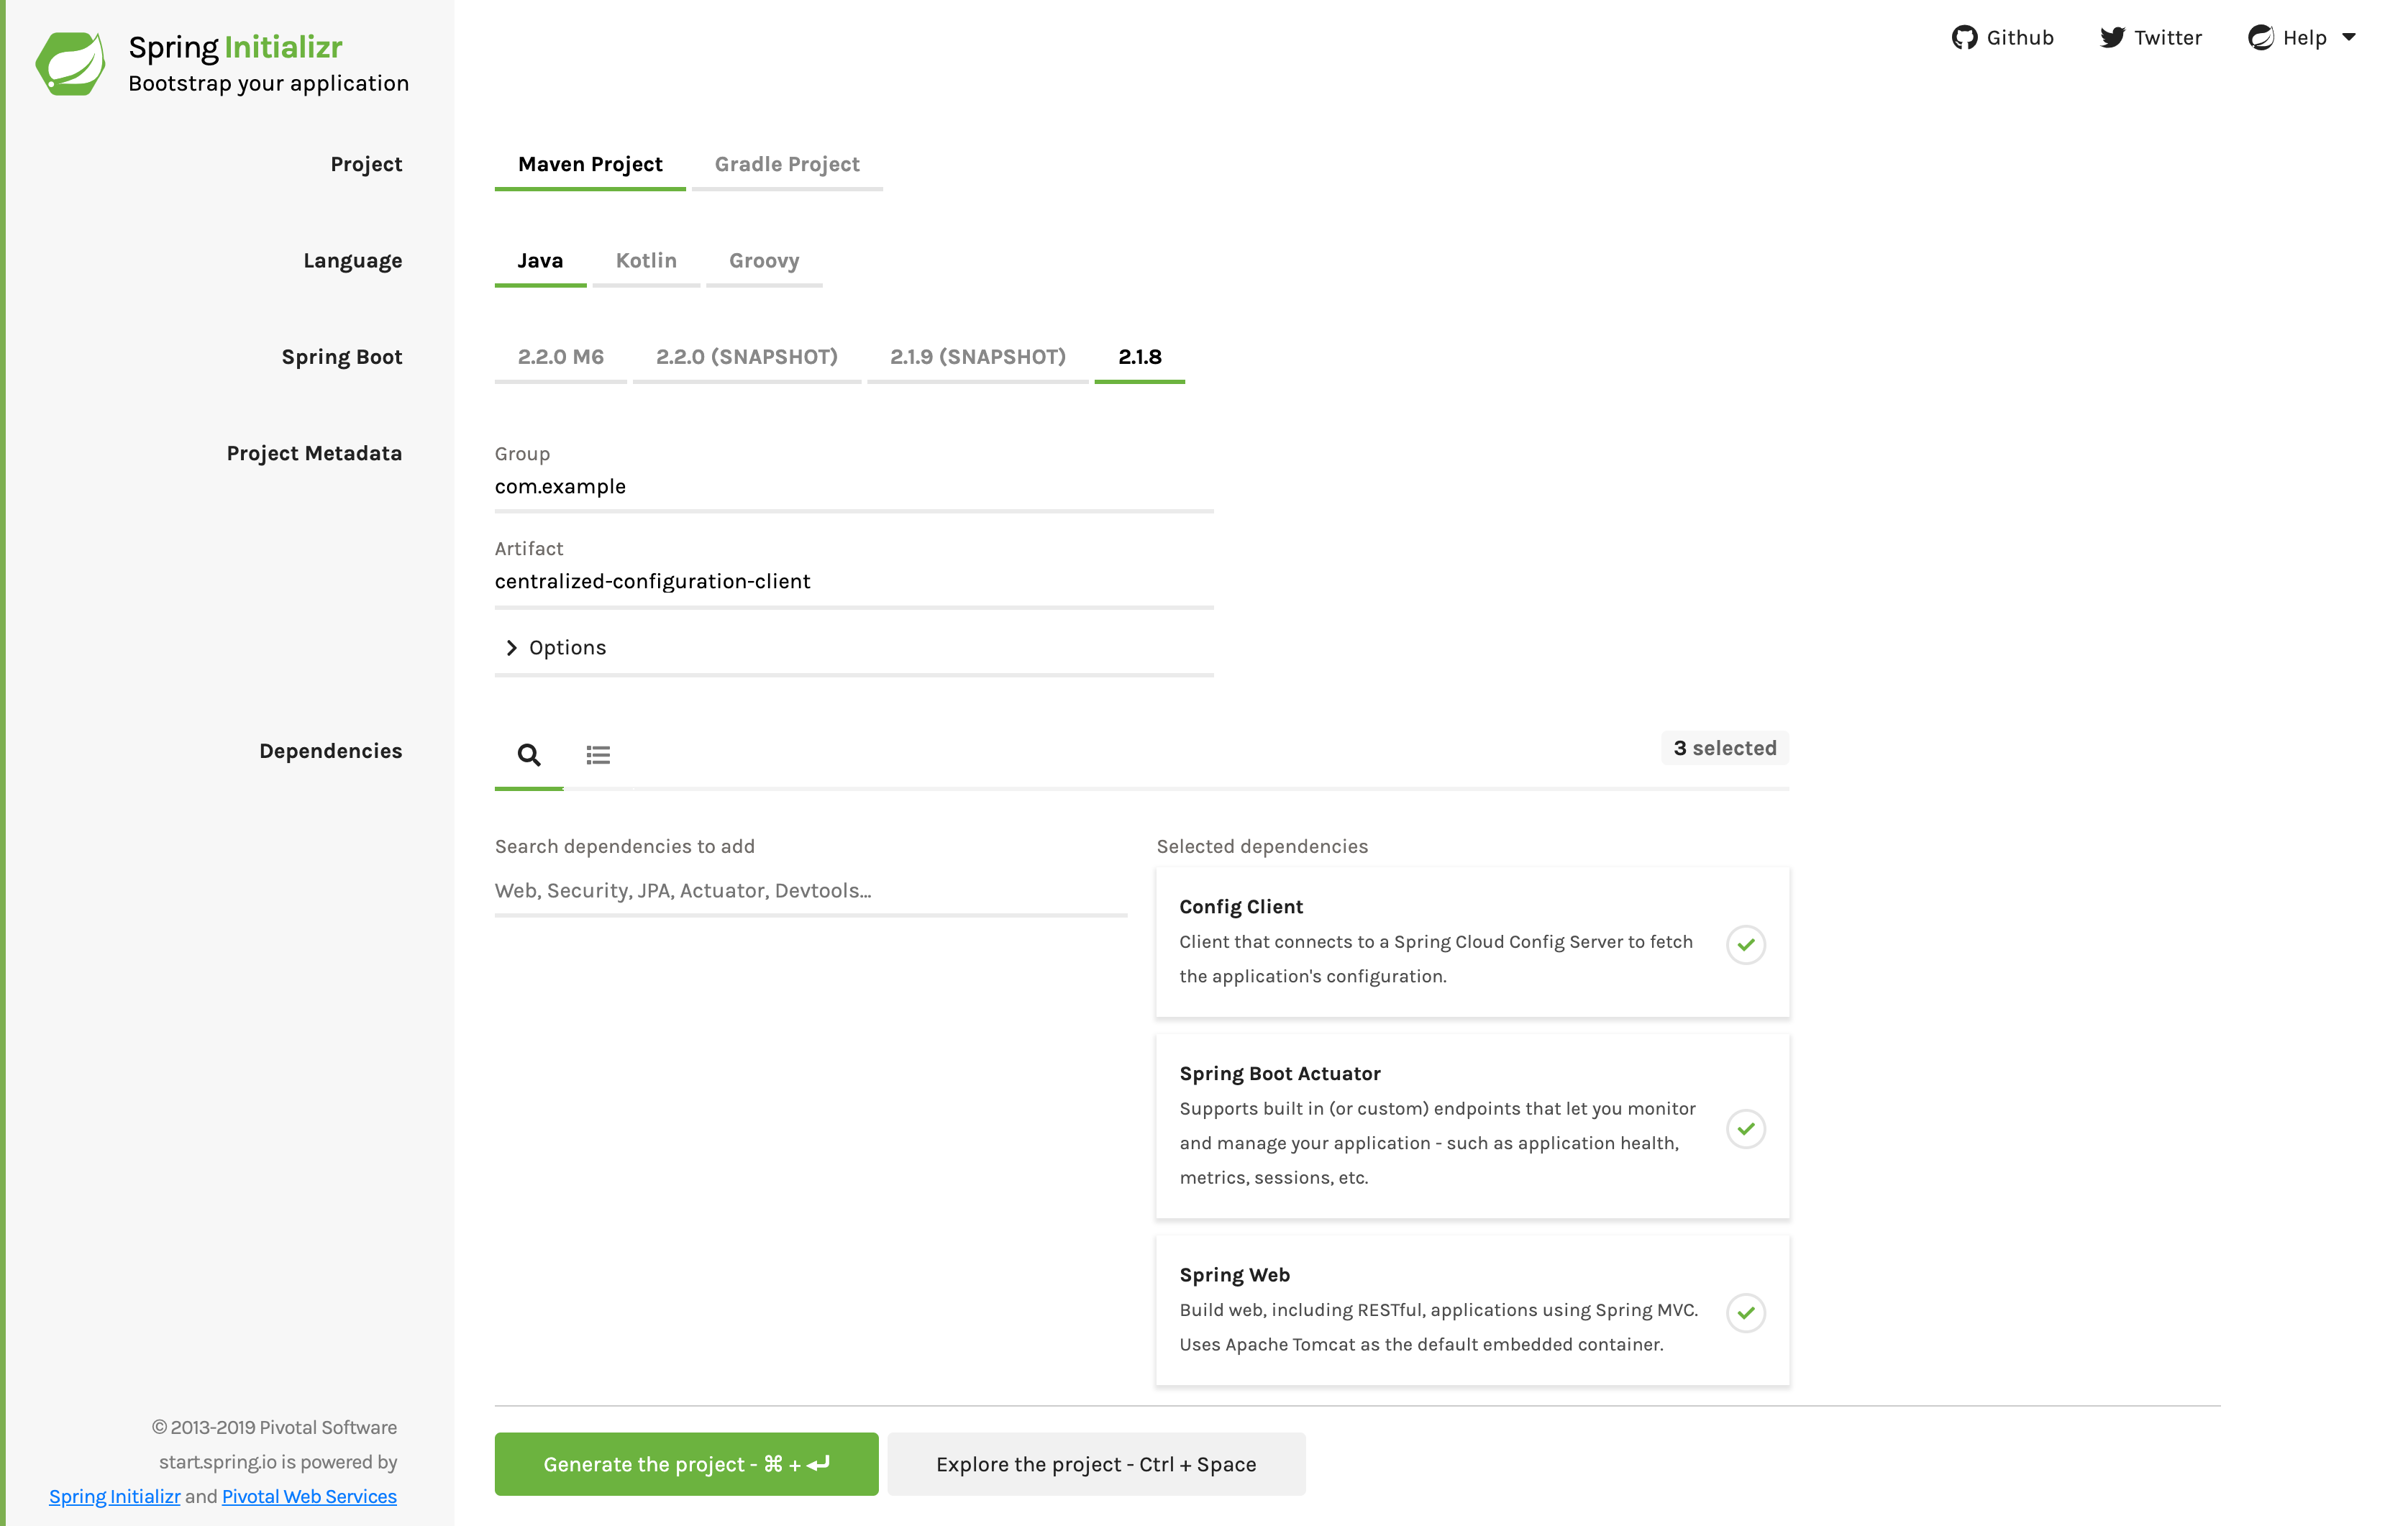 Spring Initializr
Bootstrap your application
Github Twitter Help
Project
Maven Project Gradle Project
Language
Java Kotlin Groovy
Spring Boot
2.2.0 M6 2.2.0 (SNAPSHOT) 2.1.9 (SNAPSHOT) 2.1.8
Project Metadata
Group
com.example
Artifact
centralized-configuration-client
Options
Dependencies
3 selected
Search dependencies to add
Web, Security, JPA, Actuator, Devtools...
Selected dependencies
Config Client
Client that connects to a Spring Cloud Config Server to fetch
the application's configuration.
Spring Boot Actuator
Supports built in (or custom) endpoints that let you monitor
and manage your application - such as application health,
metrics, sessions, etc.
Spring Web
Build web, including RESTful, applications using Spring MVC.
Uses Apache Tomcat as the default embedded container.
© 2013-2019 Pivotal Software
start.spring.io is powered by
Spring Initializr and Pivotal Web Services
Generate the project - ⌘ + ↵
Explore the project - Ctrl + Space